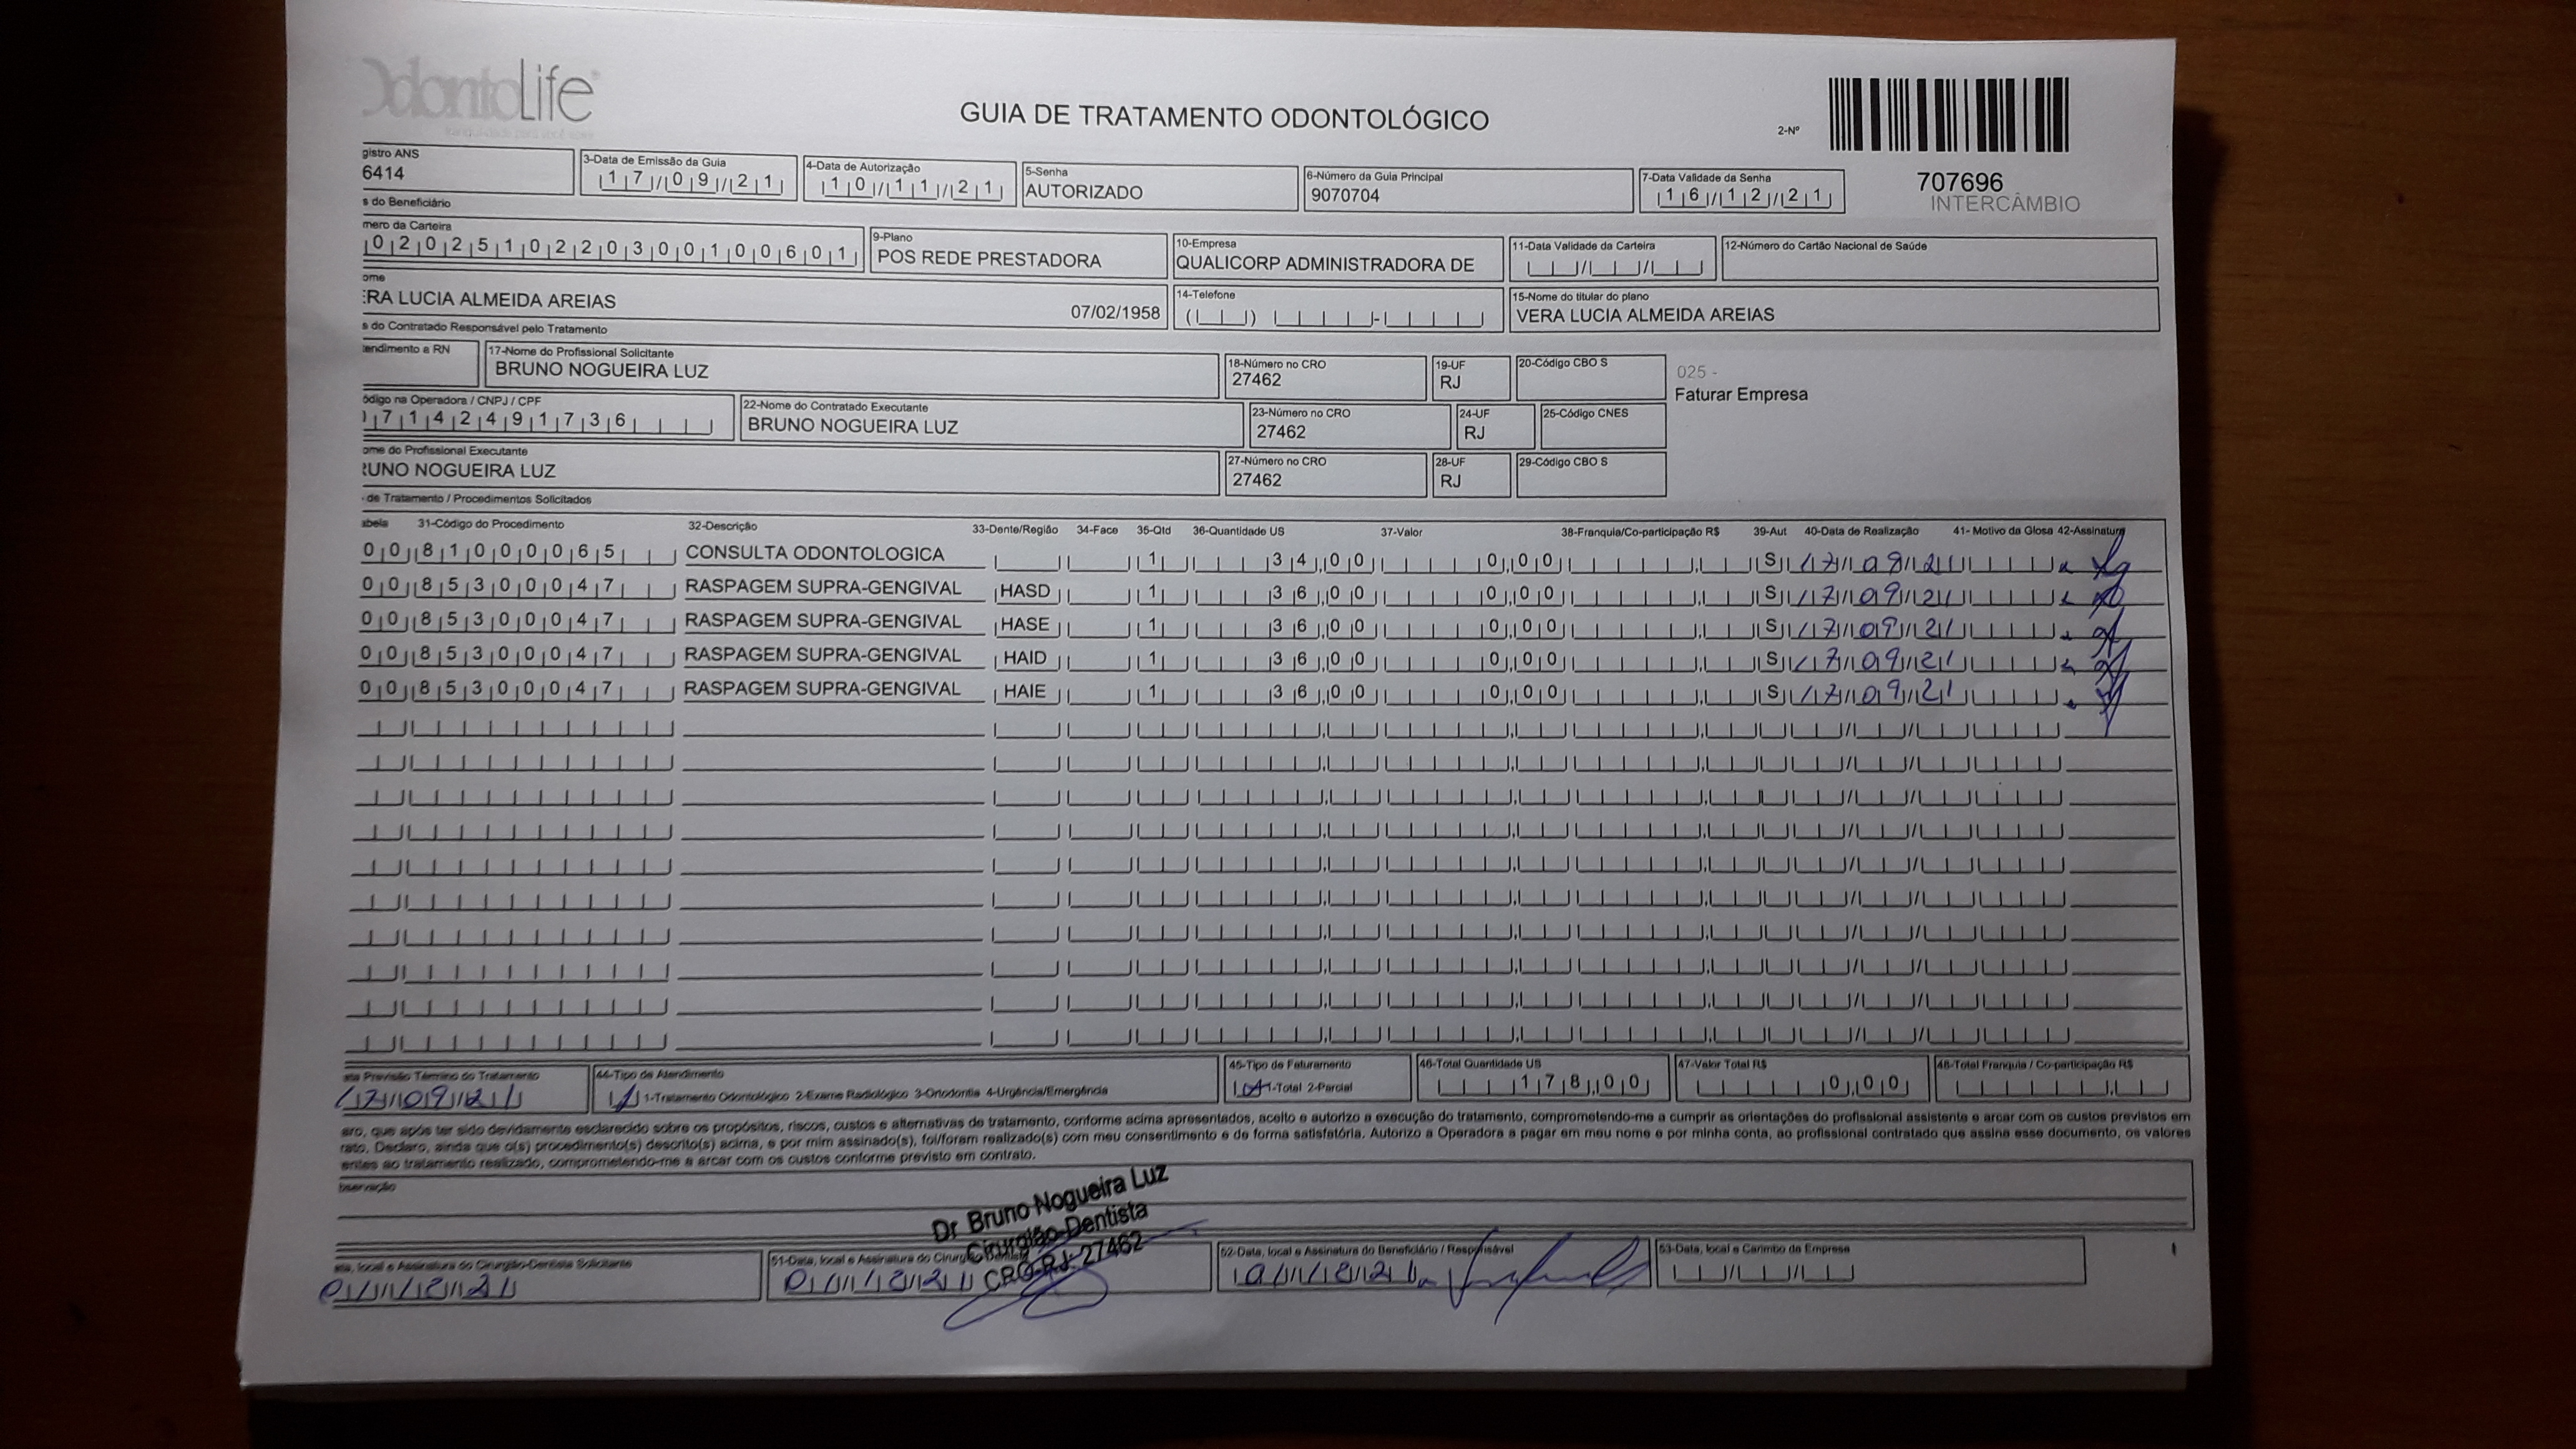 OdontoLife®
GUIA DE TRATAMENTO ODONTOLÓGICO
2-Nº
707696
INTERCÂMBIO
gistro ANS
6414
3-Data de Emissão da Guia
17/09/21
4-Data de Autorização
10/11/21
5-Senha
AUTORIZADO
6-Número da Guia Principal
9070704
7-Data Validade da Senha
16/12/21
s do Beneficiário
mero da Carteira
0202510220300100601
9-Plano
POS REDE PRESTADORA
10-Empresa
QUALICORP ADMINISTRADORA DE
11-Data Validade da Carteira
12-Número do Cartão Nacional de Saúde
ome
ERA LUCIA ALMEIDA AREIAS
07/02/1958
14-Telefone
15-Nome do titular do plano
VERA LUCIA ALMEIDA AREIAS
s do Contratado Responsável pelo Tratamento
endimento a RN
17-Nome do Profissional Solicitante
BRUNO NOGUEIRA LUZ
18-Número no CRO
27462
19-UF
RJ
20-Código CBO S
025 -
Faturar Empresa
ódigo na Operadora / CNPJ / CPF
7142491736
22-Nome do Contratado Executante
BRUNO NOGUEIRA LUZ
23-Número no CRO
27462
24-UF
RJ
25-Código CNES
ome do Profissional Executante
RUNO NOGUEIRA LUZ
27-Número no CRO
27462
28-UF
RJ
29-Código CBO S
de Tratamento / Procedimentos Solicitados
abela 31-Código do Procedimento 32-Descrição 33-Dente/Região 34-Face 35-Qtd 36-Quantidade US 37-Valor 38-Franquia/Co-participação R$ 39-Aut 40-Data de Realização 41- Motivo da Glosa 42-Assinatura
00 81000065 CONSULTA ODONTOLOGICA 1 34,00 0,00 S 17/09/21
00 85300047 RASPAGEM SUPRA-GENGIVAL HASD 1 36,00 0,00 S 17/09/21
00 85300047 RASPAGEM SUPRA-GENGIVAL HASE 1 36,00 0,00 S 17/09/21
00 85300047 RASPAGEM SUPRA-GENGIVAL HAID 1 36,00 0,00 S 17/09/21
00 85300047 RASPAGEM SUPRA-GENGIVAL HAIE 1 36,00 0,00 S 17/09/21
ata Previsão Término do Tratamento
17/09/21
44-Tipo de Atendimento
1 1-Tratamento Odontológico 2-Exame Radiológico 3-Ortodontia 4-Urgência/Emergência
45-Tipo de Faturamento
1-Total 2-Parcial
46-Total Quantidade US
178,00
47-Valor Total R$
0,00
48-Total Franquia / Co-participação R$
aro, que após ter sido devidamente esclarecido sobre os propósitos, riscos, custos e alternativas de tratamento, conforme acima apresentados, aceito e autorizo a execução do tratamento, comprometendo-me a cumprir as orientações do profissional assistente e arcar com os custos previstos em
rato. Declaro, ainda que o(s) procedimento(s) descrito(s) acima, e por mim assinado(s), foi/foram realizado(s) com meu consentimento e de forma satisfatória. Autorizo a Operadora a pagar em meu nome e por minha conta, ao profissional contratado que assina esse documento, os valores
entes ao tratamento realizado, comprometendo-me a arcar com os custos conforme previsto em contrato.
bservação
Dr Bruno Nogueira Luz
Cirurgião-Dentista
CRO-RJ: 27462
ata, local e Assinatura do Cirurgião-Dentista Solicitante
01/12/21
51-Data, local e Assinatura do Cirurgião-Dentista
01/12/21
52-Data, local e Assinatura do Beneficiário / Responsável
01/12/21
53-Data, local e Carimbo da Empresa